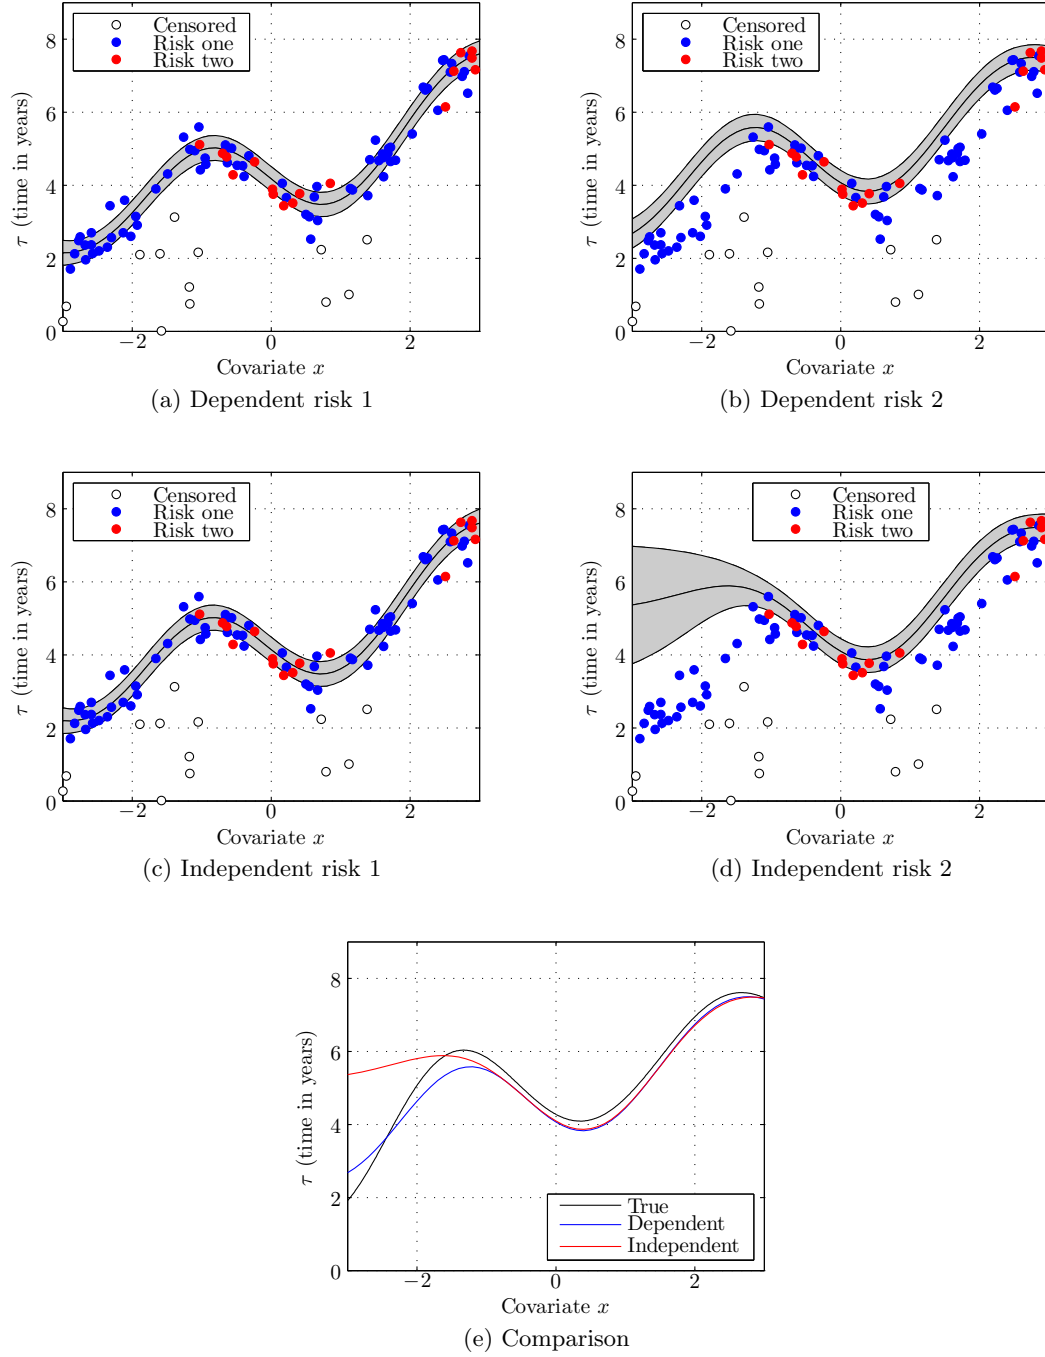 Censored
Risk one
Risk two
8
6
4
2
0
−2
0
2
τ (time in years)
Covariate x
(a) Dependent risk 1
Censored
Risk one
Risk two
8
6
4
2
0
−2
0
2
τ (time in years)
Covariate x
(b) Dependent risk 2
Censored
Risk one
Risk two
8
6
4
2
0
−2
0
2
τ (time in years)
Covariate x
(c) Independent risk 1
Censored
Risk one
Risk two
8
6
4
2
0
−2
0
2
τ (time in years)
Covariate x
(d) Independent risk 2
8
6
4
2
0
−2
0
2
τ (time in years)
True
Dependent
Independent
Covariate x
(e) Comparison